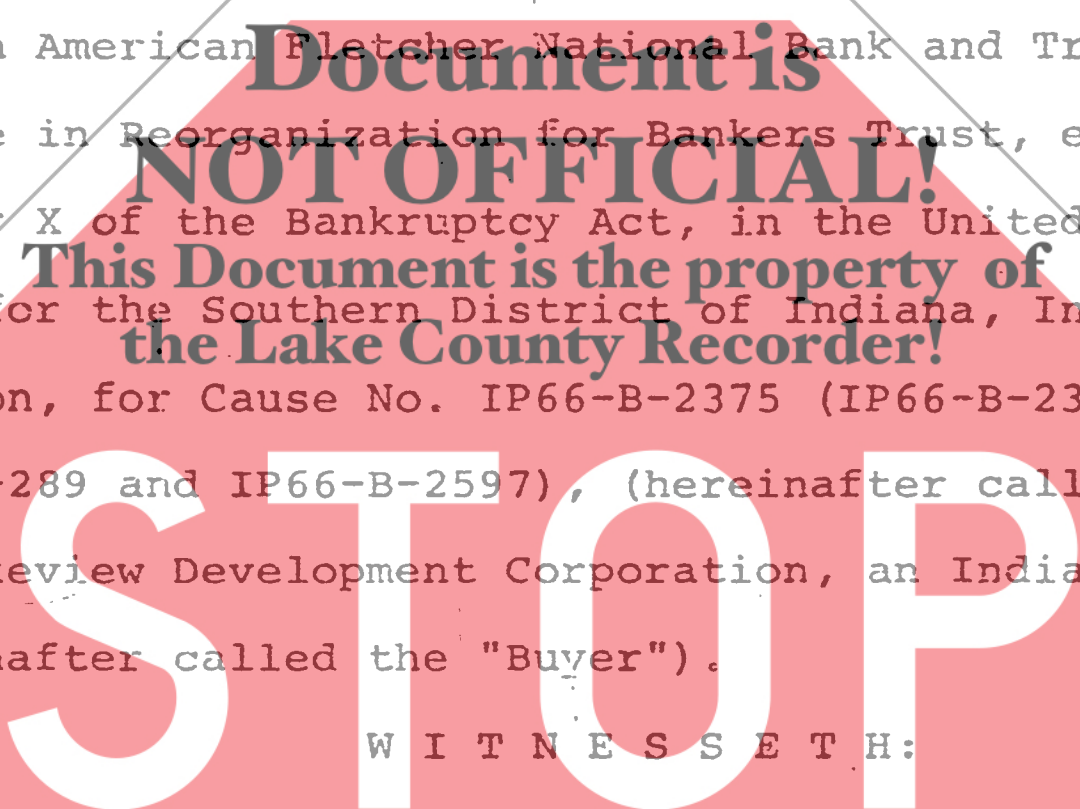 Document is
American Fletcher National Bank and Tr
NOT OFFICIAL!
in Reorganization for Bankers Trust, e
X of the Bankruptcy Act, in the United
This Document is the property of
for the Southern District of Indiana, In
the Lake County Recorder!
on, for Cause No. IP66-B-2375 (IP66-B-23
-289 and IP66-B-2597), (hereinafter call
STOP
eview Development Corporation, an India
nafter called the "Buyer").
W I T N E S S E T H: